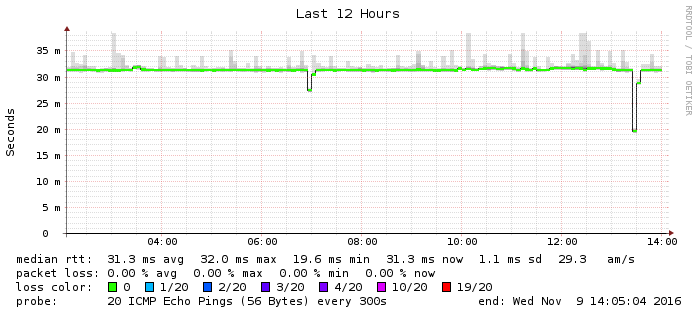 Last 12 Hours
RRDTOOL / TOBI OETIKER
Seconds
35 m
30 m
25 m
20 m
15 m
10 m
5 m
0
04:00 06:00 08:00 10:00 12:00 14:00
median rtt: 31.3 ms avg 32.0 ms max 19.6 ms min 31.3 ms now 1.1 ms sd 29.3 am/s
packet loss: 0.00 % avg 0.00 % max 0.00 % min 0.00 % now
loss color: 0 1/20 2/20 3/20 4/20 10/20 19/20
probe: 20 ICMP Echo Pings (56 Bytes) every 300s end: Wed Nov 9 14:05:04 2016